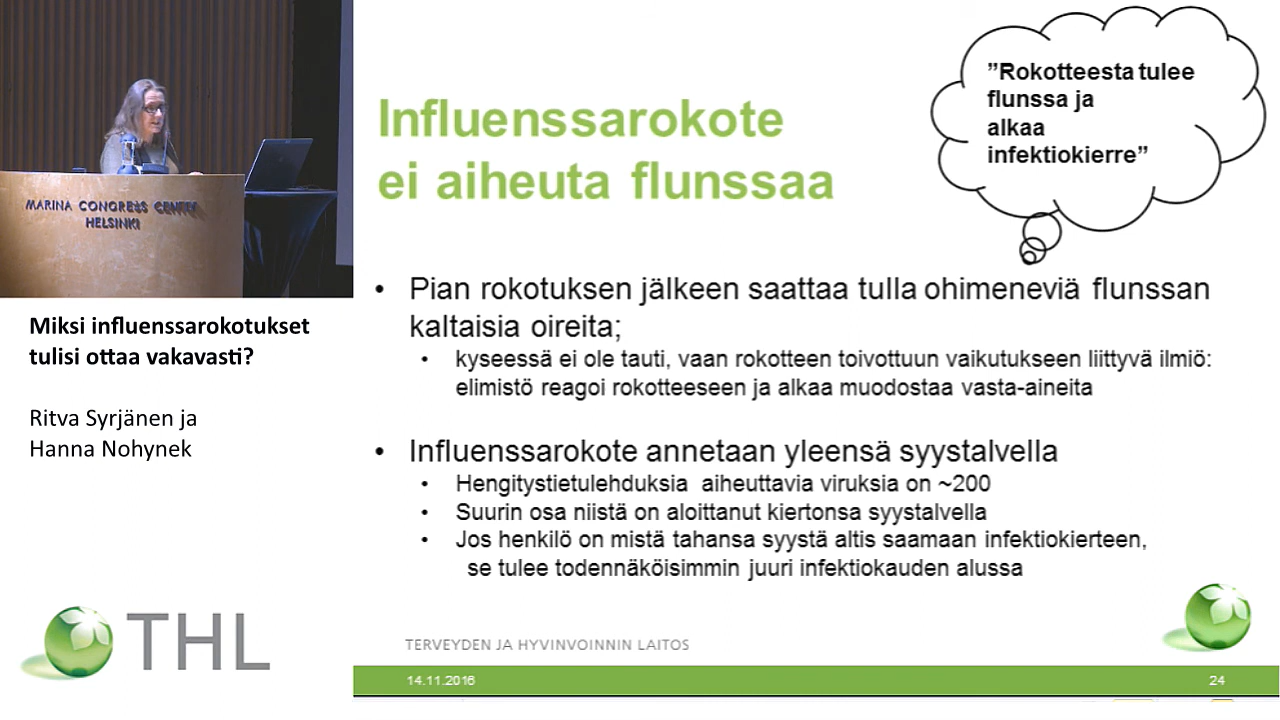 MARINA CONGRESS CENTER
HELSINKI
Miksi influenssarokotukset
tulisi ottaa vakavasti?
Ritva Syrjänen ja
Hanna Nohynek
THL
Influenssarokote
ei aiheuta flunssaa
”Rokotteesta tulee
flunssa ja
alkaa
infektiokierre”
• Pian rokotuksen jälkeen saattaa tulla ohimeneviä flunssan
kaltaisia oireita;
• kyseessä ei ole tauti, vaan rokotteen toivottuun vaikutukseen liittyvä ilmiö:
elimistö reagoi rokotteeseen ja alkaa muodostaa vasta-aineita
• Influenssarokote annetaan yleensä syystalvella
• Hengitystietulehduksia aiheuttavia viruksia on ~200
• Suurin osa niistä on aloittanut kiertonsa syystalvella
• Jos henkilö on mistä tahansa syystä altis saamaan infektiokierteen,
se tulee todennäköisimmin juuri infektiokauden alussa
TERVEYDEN JA HYVINVOINNIN LAITOS
14.11.2016
24